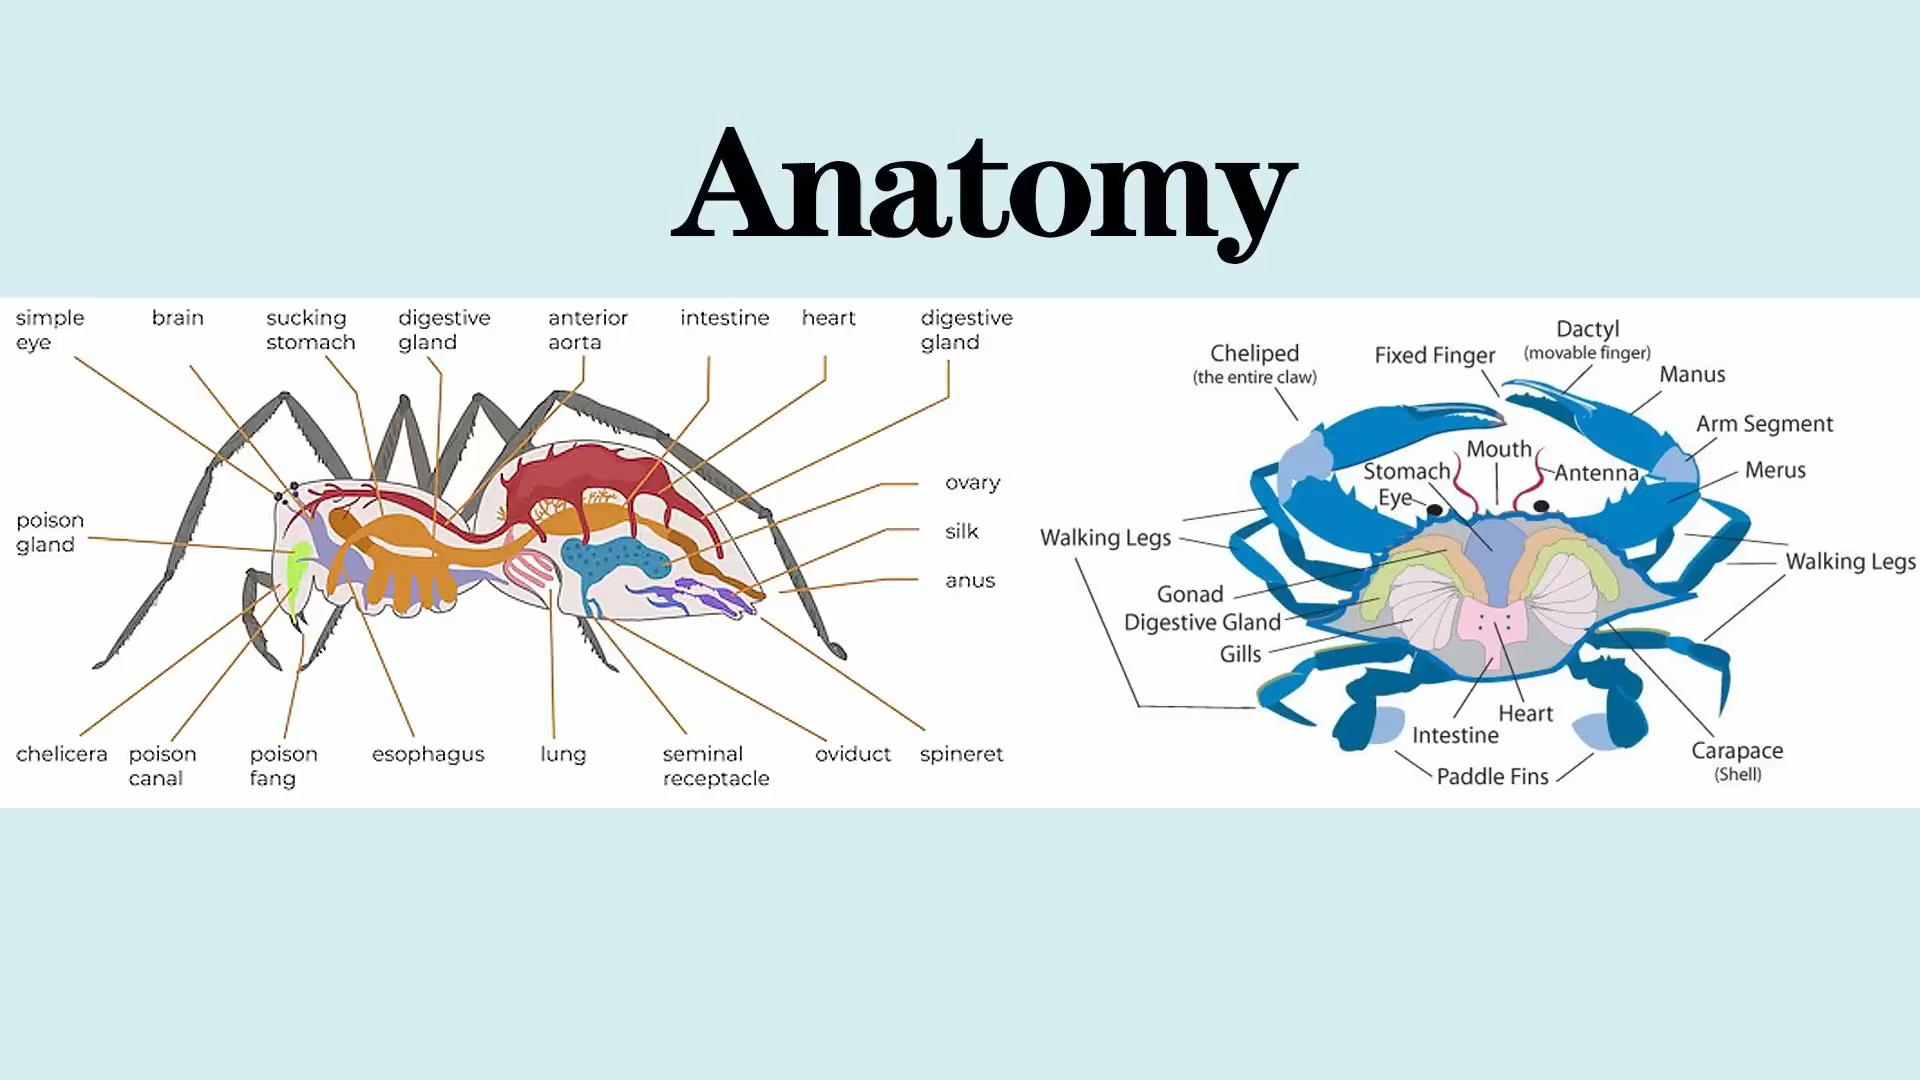 Anatomy
simple
eye
brain
sucking
stomach
digestive
gland
anterior
aorta
intestine
heart
digestive
gland
ovary
silk
anus
poison
gland
chelicera
poison
canal
poison
fang
esophagus
lung
seminal
receptacle
oviduct
spineret
Cheliped
(the entire claw)
Fixed Finger
Dactyl
(movable finger)
Manus
Arm Segment
Merus
Mouth
Stomach
Antenna
Eye
Walking Legs
Walking Legs
Gonad
Digestive Gland
Gills
Heart
Intestine
Paddle Fins
Carapace
(Shell)